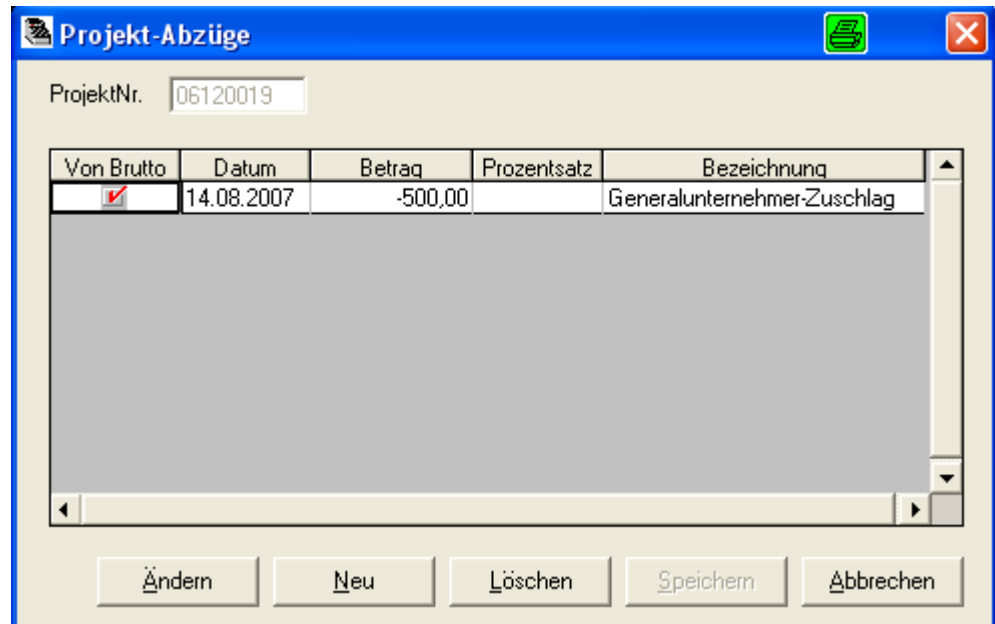 Projekt-Abzüge
ProjektNr. 06120019
Von Brutto Datum Betrag Prozentsatz Bezeichnung
14.08.2007 -500,00 Generalunternehmer-Zuschlag
Ändern Neu Löschen Speichern Abbrechen